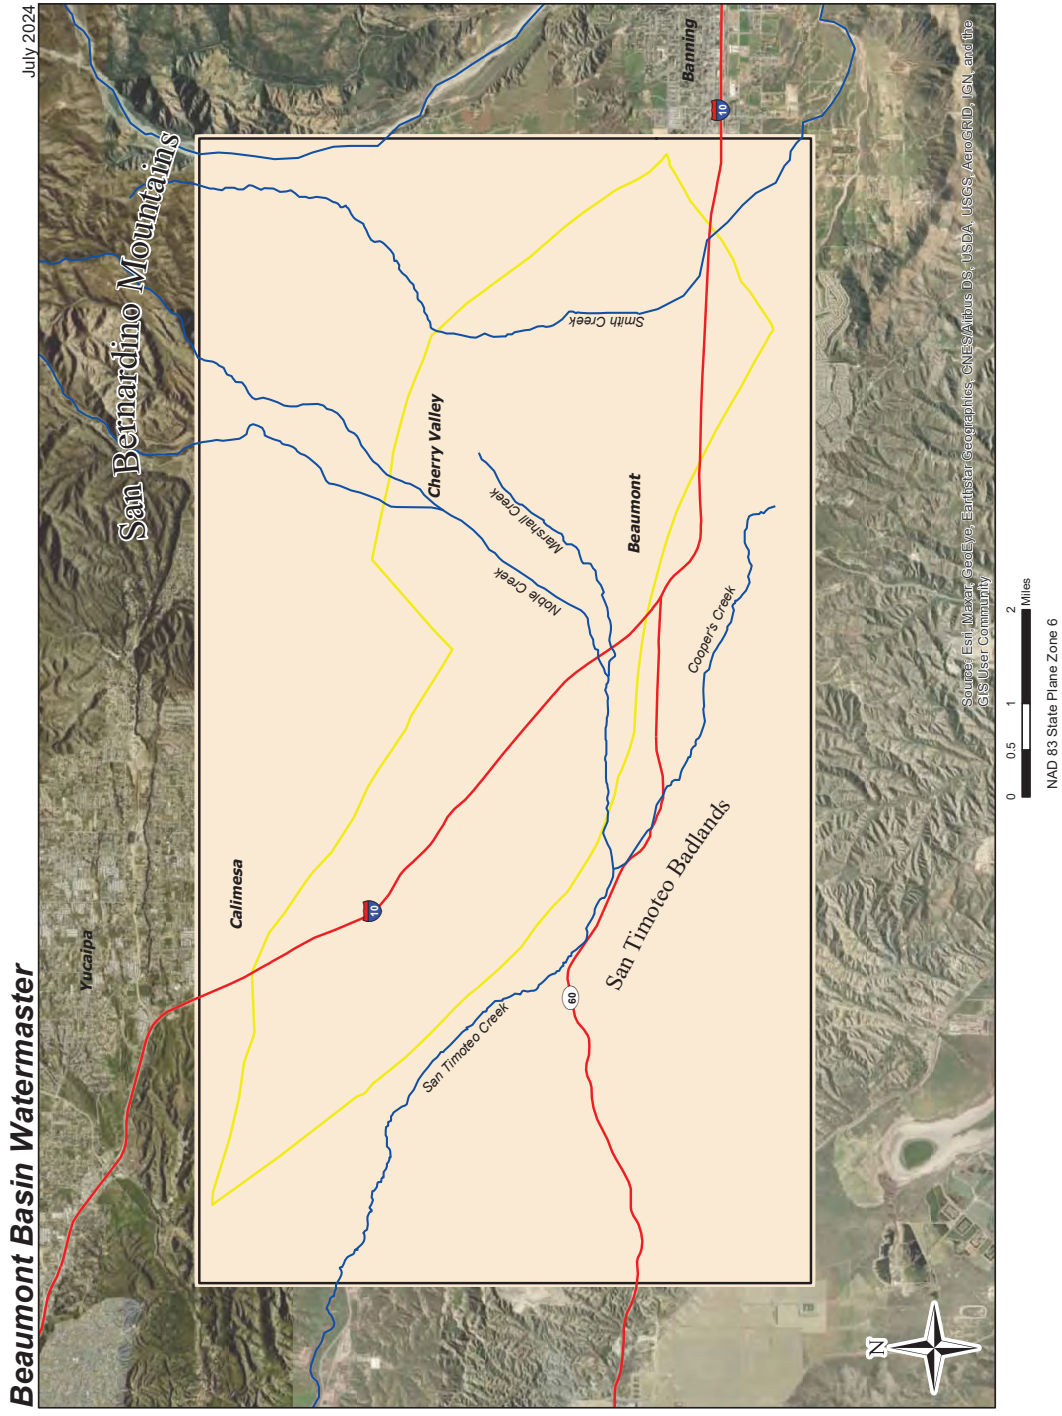 Beaumont Basin Watermaster
July 2024
San Bernardino Mountains
Yucaipa
Calimesa
Cherry Valley
Banning
10
Smith Creek
Marshall Creek
Noble Creek
Beaumont
10
Cooper's Creek
San Timoteo Creek
60
San Timoteo Badlands
N
Source: Esri, Maxar, GeoEye, Earthstar Geographics, CNES/Airbus DS, USDA, USGS, AeroGRID, IGN, and the
GIS User Community
0 0.5 1 2
Miles
NAD 83 State Plane Zone 6